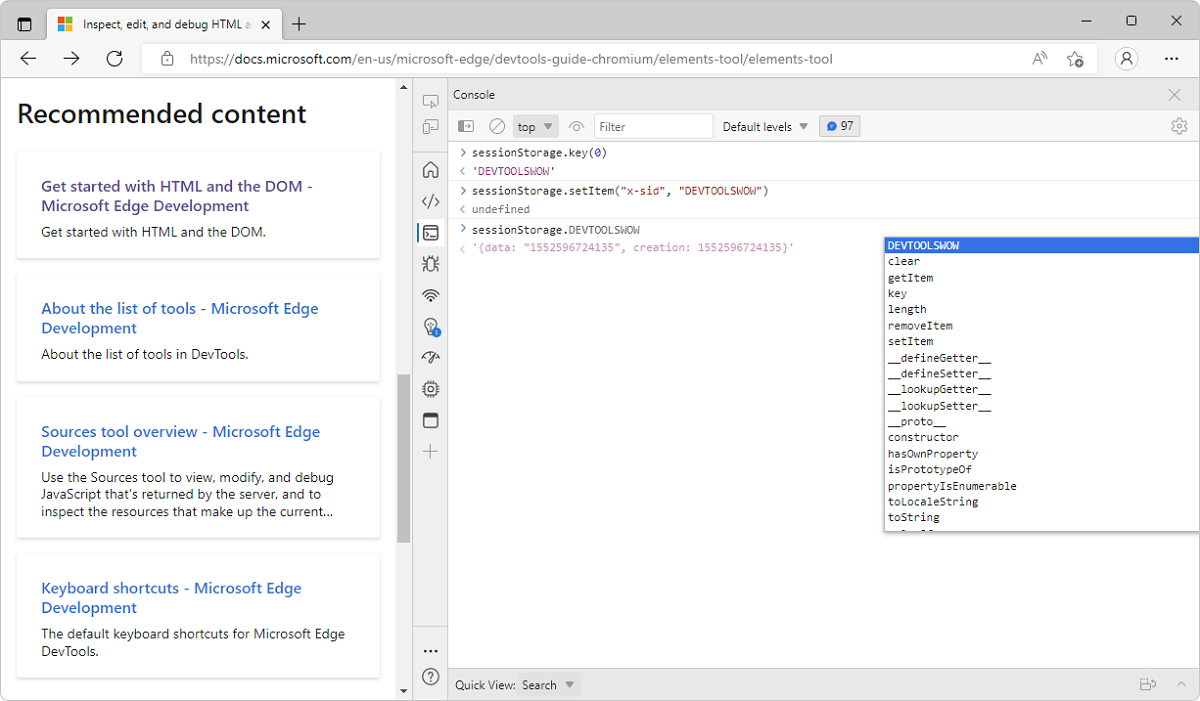 Inspect, edit, and debug HTML a
https://docs.microsoft.com/en-us/microsoft-edge/devtools-guide-chromium/elements-tool/elements-tool
Recommended content
Get started with HTML and the DOM -
Microsoft Edge Development
Get started with HTML and the DOM.
About the list of tools - Microsoft Edge
Development
About the list of tools in DevTools.
Sources tool overview - Microsoft Edge
Development
Use the Sources tool to view, modify, and debug
JavaScript that's returned by the server, and to
inspect the resources that make up the current...
Keyboard shortcuts - Microsoft Edge
Development
The default keyboard shortcuts for Microsoft Edge
DevTools.
Console
top Filter Default levels 97
> sessionStorage.key(0)
< 'DEVTOOLSWOW'
> sessionStorage.setItem("x-sid", "DEVTOOLSWOW")
< undefined
> sessionStorage.DEVTOOLSWOW
< '{data: "1552596724135", creation: 1552596724135}'
DEVTOOLSWOW
clear
getItem
key
length
removeItem
setItem
__defineGetter__
__defineSetter__
__lookupGetter__
__lookupSetter__
__proto__
constructor
hasOwnProperty
isPrototypeOf
propertyIsEnumerable
toLocaleString
toString
Quick View: Search